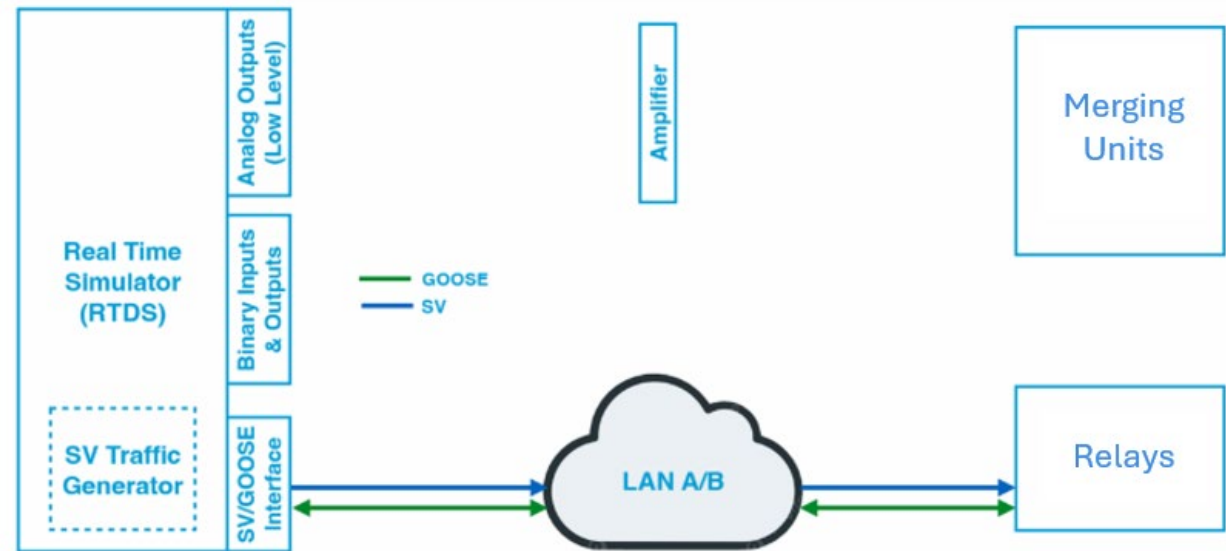 Analog Outputs
(Low Level)
Amplifier
Merging
Units
Real Time
Simulator
(RTDS)
Binary Inputs
& Outputs
GOOSE
SV
SV Traffic
Generator
SV/GOOSE
Interface
LAN A/B
Relays